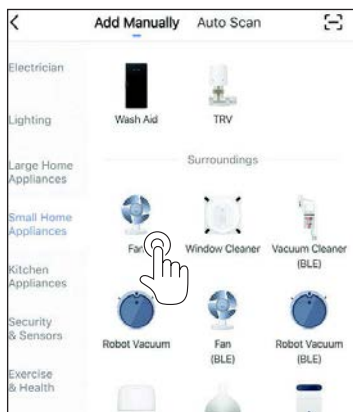 Add Manually Auto Scan
Electrician
Lighting
Large Home
Appliances
Small Home
Appliances
Kitchen
Appliances
Security
& Sensors
Exercise
& Health
Wash Aid TRV
Surroundings
Fan Window Cleaner Vacuum Cleaner
(BLE)
Robot Vacuum Fan
(BLE) Robot Vacuum
(BLE)